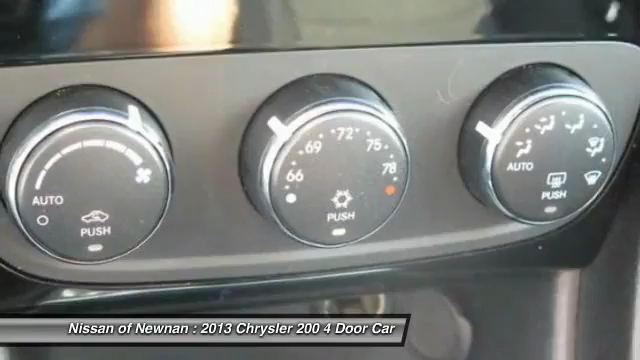 AUTO
PUSH
66
69
72
75
78
PUSH
AUTO
PUSH
Nissan of Newnan : 2013 Chrysler 200 4 Door Car